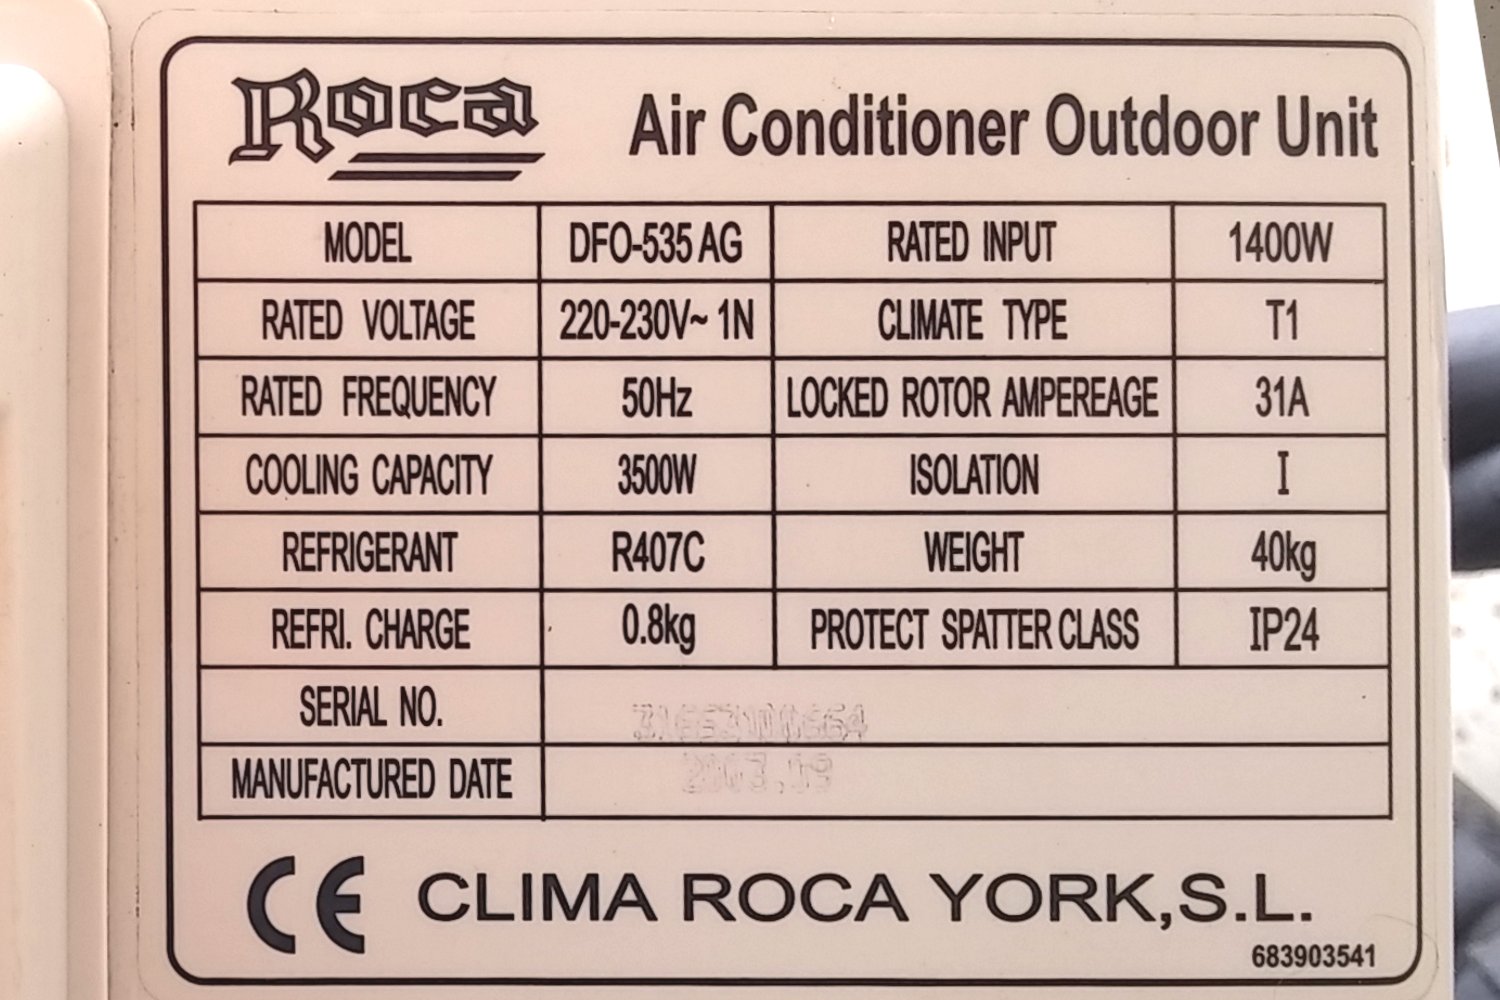 Roca
Air Conditioner Outdoor Unit
MODEL DFO-535 AG RATED INPUT 1400W
RATED VOLTAGE 220-230V~ 1N CLIMATE TYPE T1
RATED FREQUENCY 50Hz LOCKED ROTOR AMPEREAGE 31A
COOLING CAPACITY 3500W ISOLATION I
REFRIGERANT R407C WEIGHT 40kg
REFRI. CHARGE 0.8kg PROTECT SPATTER CLASS IP24
SERIAL NO.
MANUFACTURED DATE
CE CLIMA ROCA YORK,S.L.
683903541